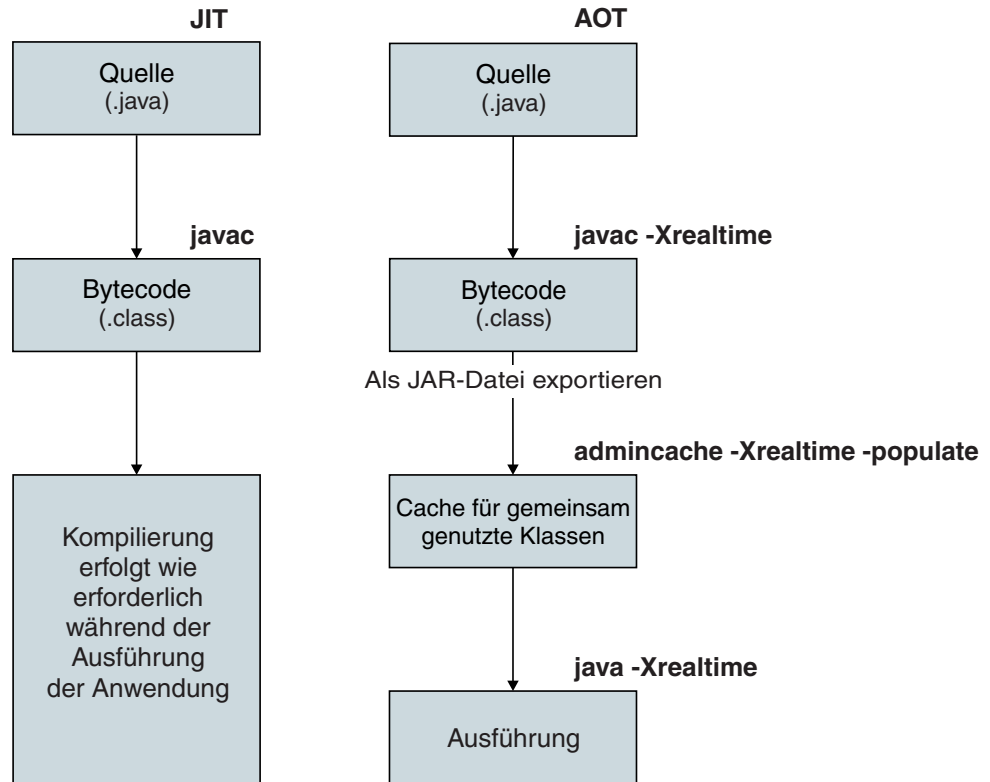 JIT
Quelle
(.java)
javac
Bytecode
(.class)
Kompilierung
erfolgt wie
erforderlich
während der
Ausführung
der Anwendung
AOT
Quelle
(.java)
javac -Xrealtime
Bytecode
(.class)
Als JAR-Datei exportieren
admincache -Xrealtime -populate
Cache für gemeinsam
genutzte Klassen
java -Xrealtime
Ausführung